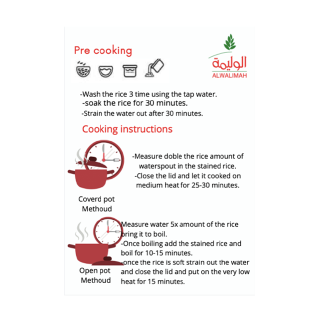 Pre cooking
الوليمة
ALWALIMAH
-Wash the rice 3 time using the tap water.
-soak the rice for 30 minutes.
-Strain the water out after 30 minutes.
Cooking instructions
-Measure doble the rice amount of
waterspout in the stained rice.
-Close the lid and let it cooked on
medium heat for 25-30 minutes.
Coverd pot
Methoud
-Measure water 5x amount of the rice
bring it to boil.
-Once boiling add the stained rice and
boil for 10-15 minutes.
-once the rice is soft strain out the water
and close the lid and put on the very low
heat for 15 minutes.
Open pot
Methoud